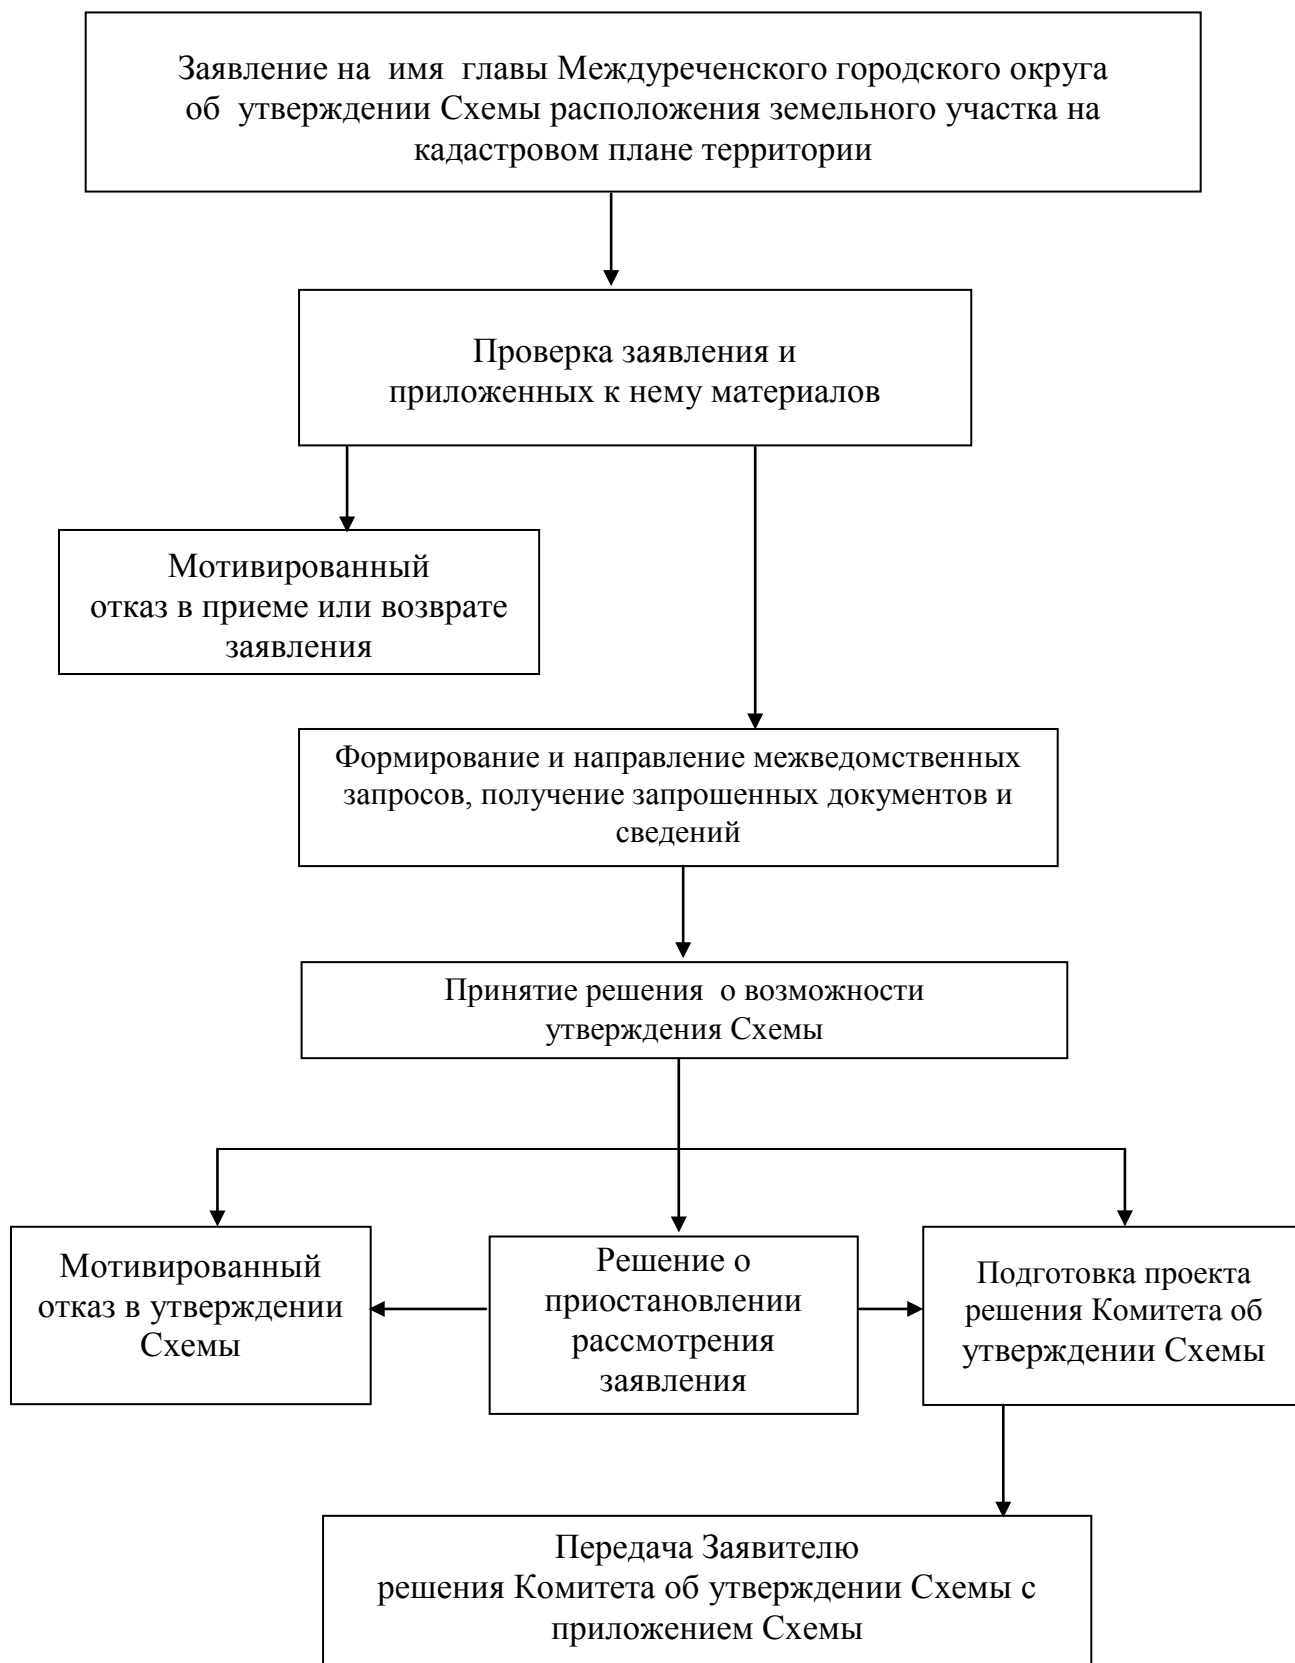 Заявление на имя главы Междуреченского городского округа
об утверждении Схемы расположения земельного участка на
кадастровом плане территории
Проверка заявления и
приложенных к нему материалов
Мотивированный
отказ в приеме или возврате
заявления
Формирование и направление межведомственных
запросов, получение запрошенных документов и
сведений
Принятие решения о возможности
утверждения Схемы
Мотивированный
отказ в утверждении
Схемы
Решение о
приостановлении
рассмотрения
заявления
Подготовка проекта
решения Комитета об
утверждении Схемы
Передача Заявителю
решения Комитета об утверждении Схемы с
приложением Схемы